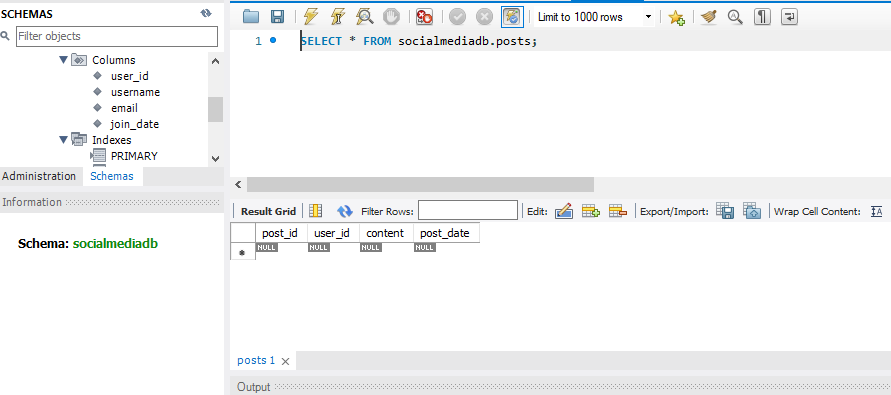 SCHEMAS
Filter objects
Columns
user_id
username
email
join_date
Indexes
PRIMARY
Administration Schemas
Information
Schema: socialmediadb
Limit to 1000 rows
1 SELECT * FROM socialmediadb.posts;
Result Grid Filter Rows: Edit: Export/Import: Wrap Cell Content:
post_id user_id content post_date
NULL NULL NULL NULL
posts 1
Output